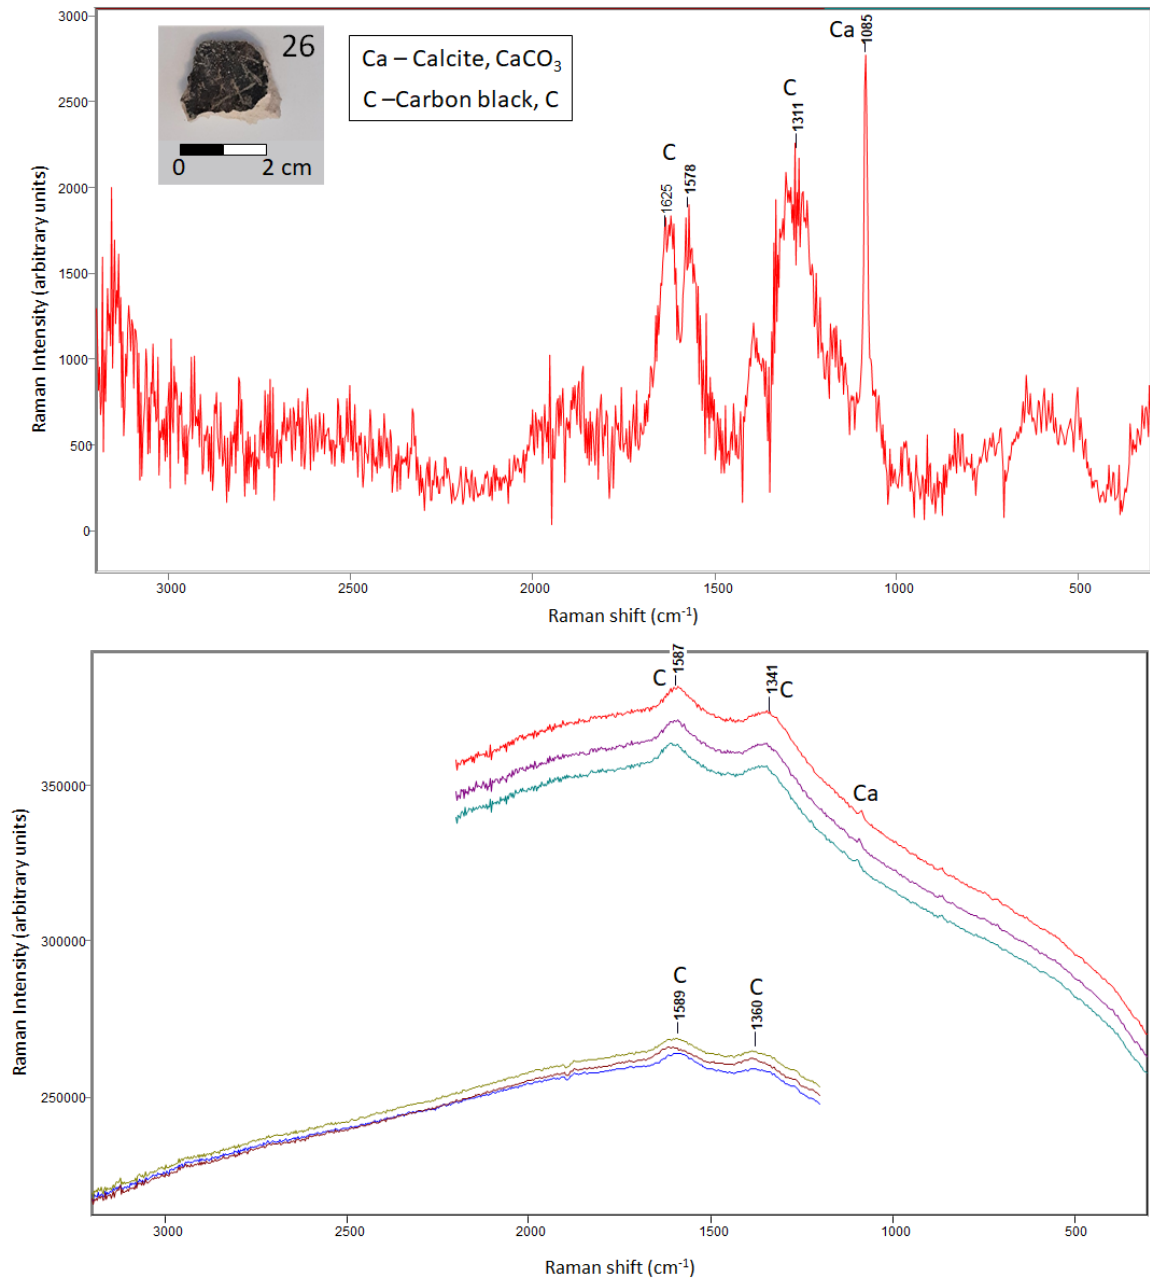 3000
2500
2000
1500
1000
500
0
Raman Intensity (arbitrary units)
26
0 2 cm
Ca – Calcite, CaCO₃
C –Carbon black, C
C
1625
1578
C
1311
Ca
1085
3000 2500 2000 1500 1000 500
Raman shift (cm⁻¹)
350000
300000
250000
Raman Intensity (arbitrary units)
C
1587
1341
C
Ca
C
1589
C
1360
3000 2500 2000 1500 1000 500
Raman shift (cm⁻¹)